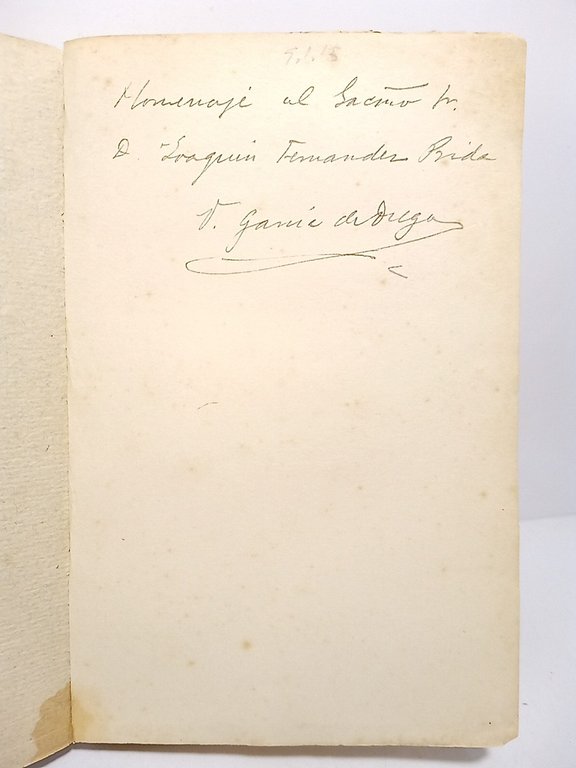 Homenaje al Excmo Sr.
D. Joaquin Fernandez Prida
V. Garcia de Diego